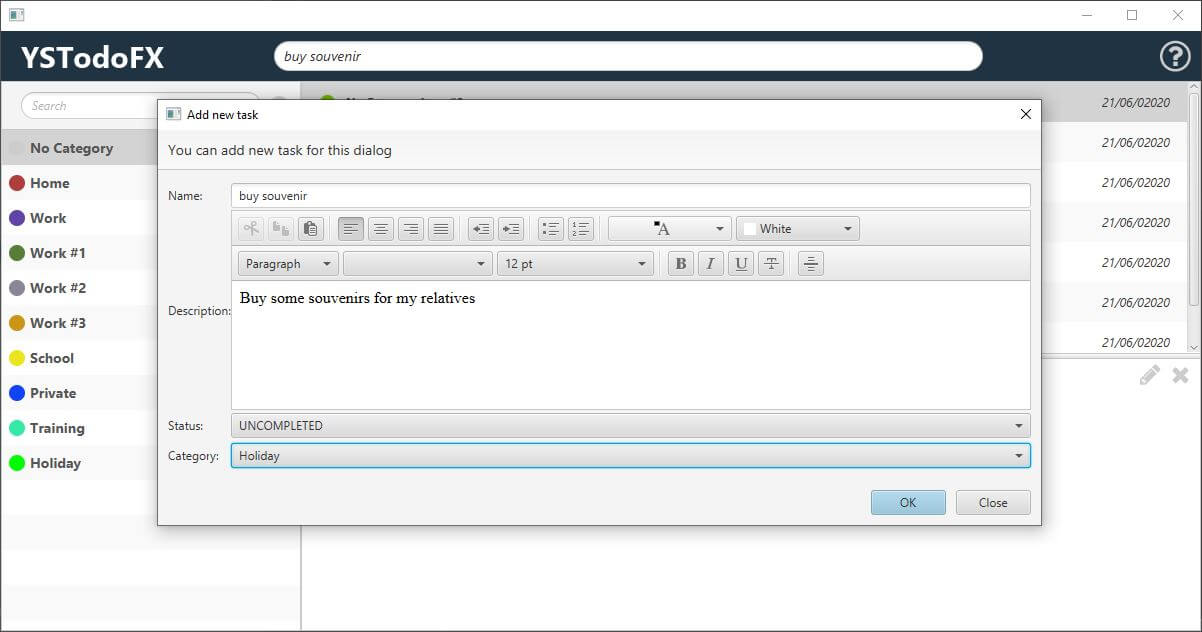 YSTodoFX
buy souvenir
?
Search
No Category
Home
Work
Work #1
Work #2
Work #3
School
Private
Training
Holiday
21/06/02020
21/06/02020
21/06/02020
21/06/02020
21/06/02020
21/06/02020
21/06/02020
Add new task
You can add new task for this dialog
Name:
buy souvenir
A
White
Paragraph
12 pt
B I U T
Description:
Buy some souvenirs for my relatives
Status:
UNCOMPLETED
Category:
Holiday
OK
Close